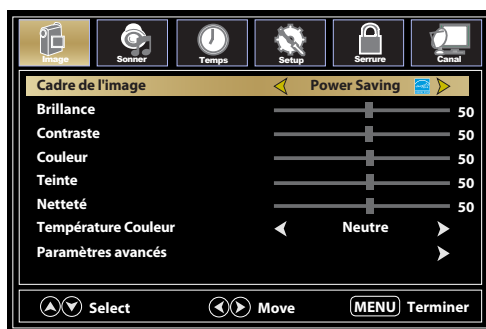 Image Sonner Temps Setup Serrure Canal
Cadre de l'image Power Saving
Brillance 50
Contraste 50
Couleur 50
Teinte 50
Netteté 50
Température Couleur Neutre
Paramètres avancés
Select Move MENU Terminer